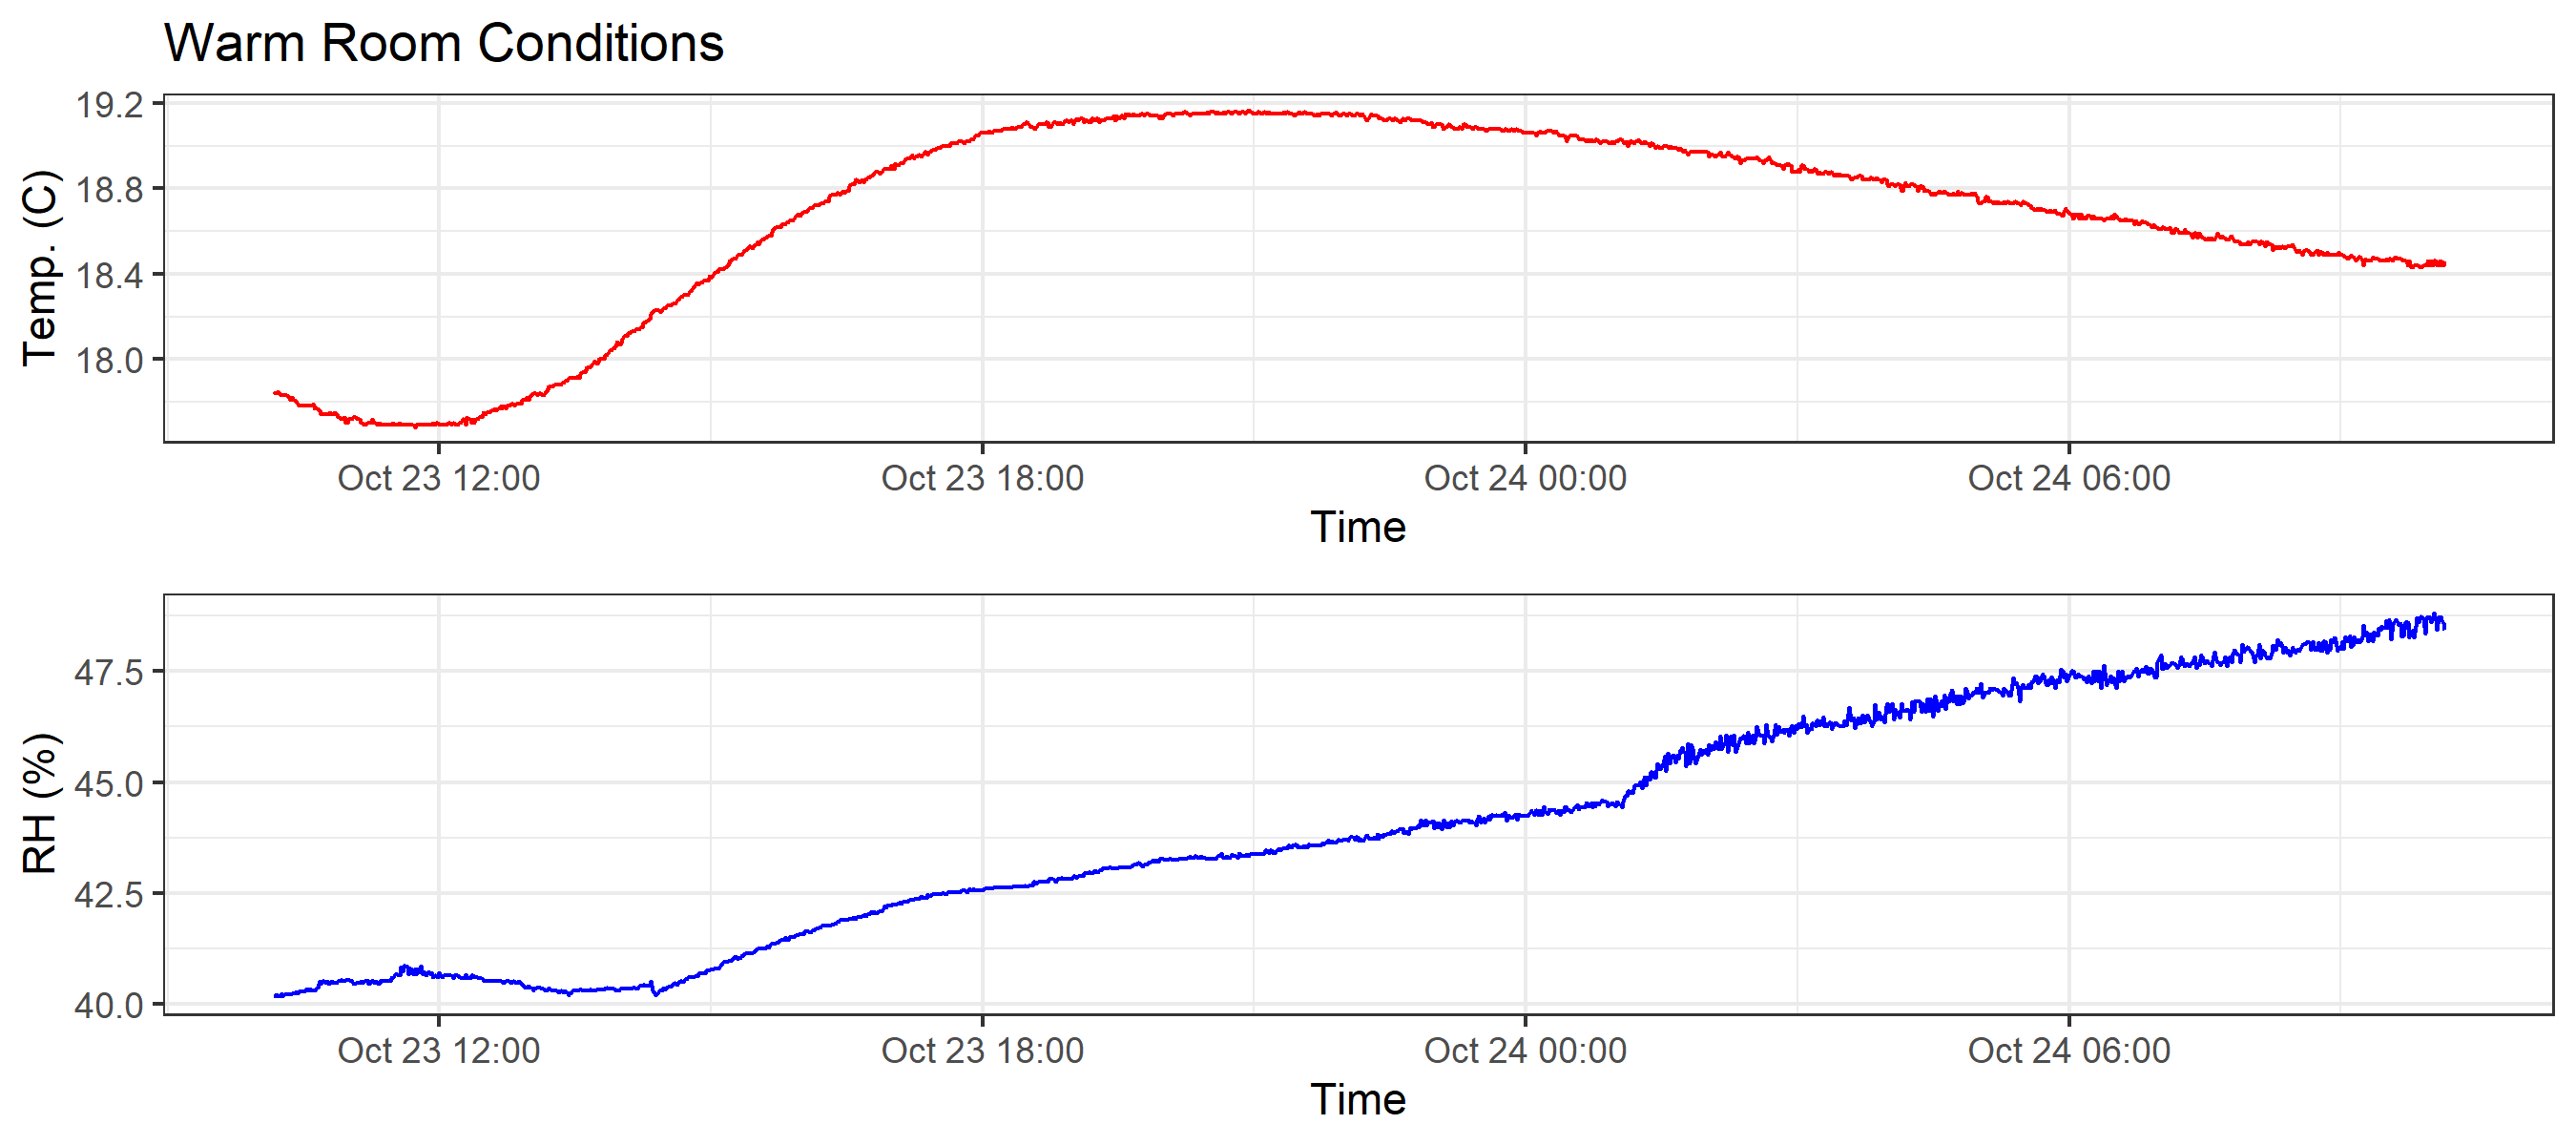 Warm Room Conditions
Temp. (C)
19.2
18.8
18.4
18.0
Oct 23 12:00 Oct 23 18:00 Oct 24 00:00 Oct 24 06:00
Time
RH (%)
47.5
45.0
42.5
40.0
Oct 23 12:00 Oct 23 18:00 Oct 24 00:00 Oct 24 06:00
Time